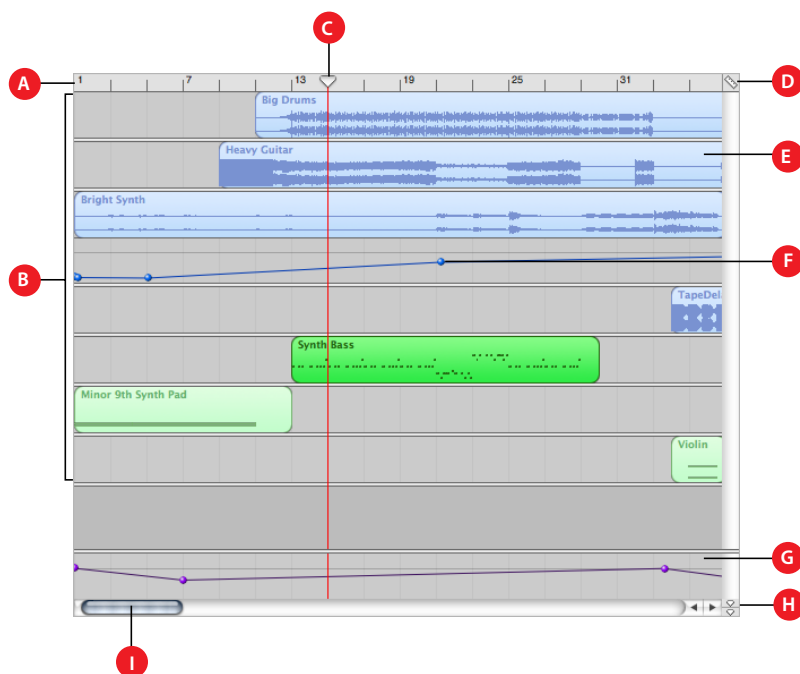 C
A
1 7 13 19 25 31
D
Big Drums
Heavy Guitar
E
Bright Synth
B
F
TapeDel
Synth Bass
Minor 9th Synth Pad
Violin
G
H
I